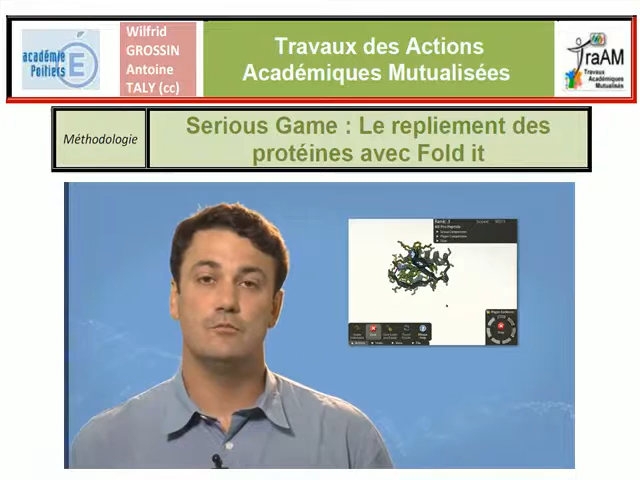 académie
Poitiers
Wilfrid
GROSSIN
Antoine
TALY (cc)
Travaux des Actions
Académiques Mutualisées
TraAM
Travaux
Académiques
Mutualisés
Méthodologie
Serious Game : Le repliement des
protéines avec Fold it